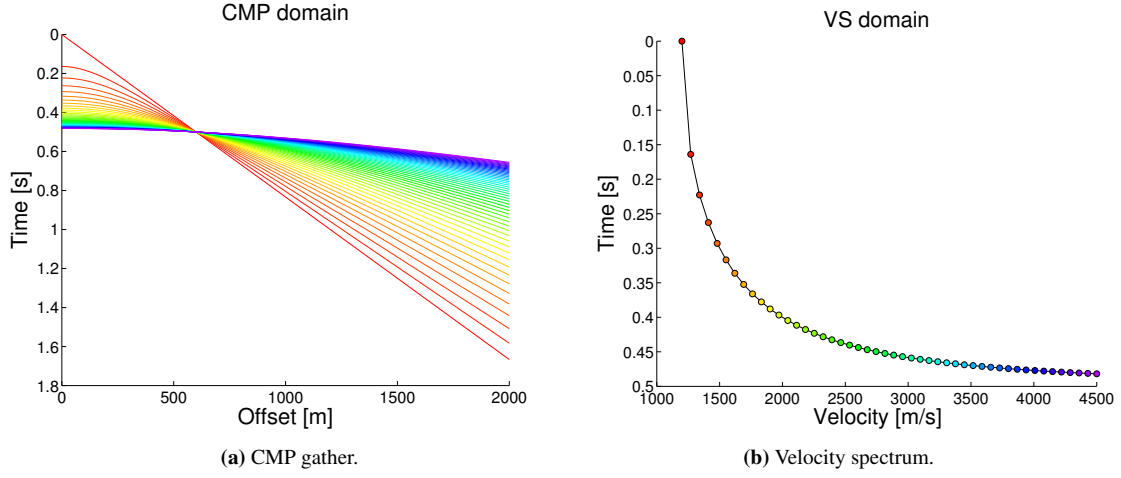 CMP domain
0
0.2
0.4
0.6
0.8
1
1.2
1.4
1.6
1.8
Time [s]
0 500 1000 1500 2000
Offset [m]
(a) CMP gather.
VS domain
0
0.05
0.1
0.15
0.2
0.25
0.3
0.35
0.4
0.45
0.5
Time [s]
1000 1500 2000 2500 3000 3500 4000 4500
Velocity [m/s]
(b) Velocity spectrum.